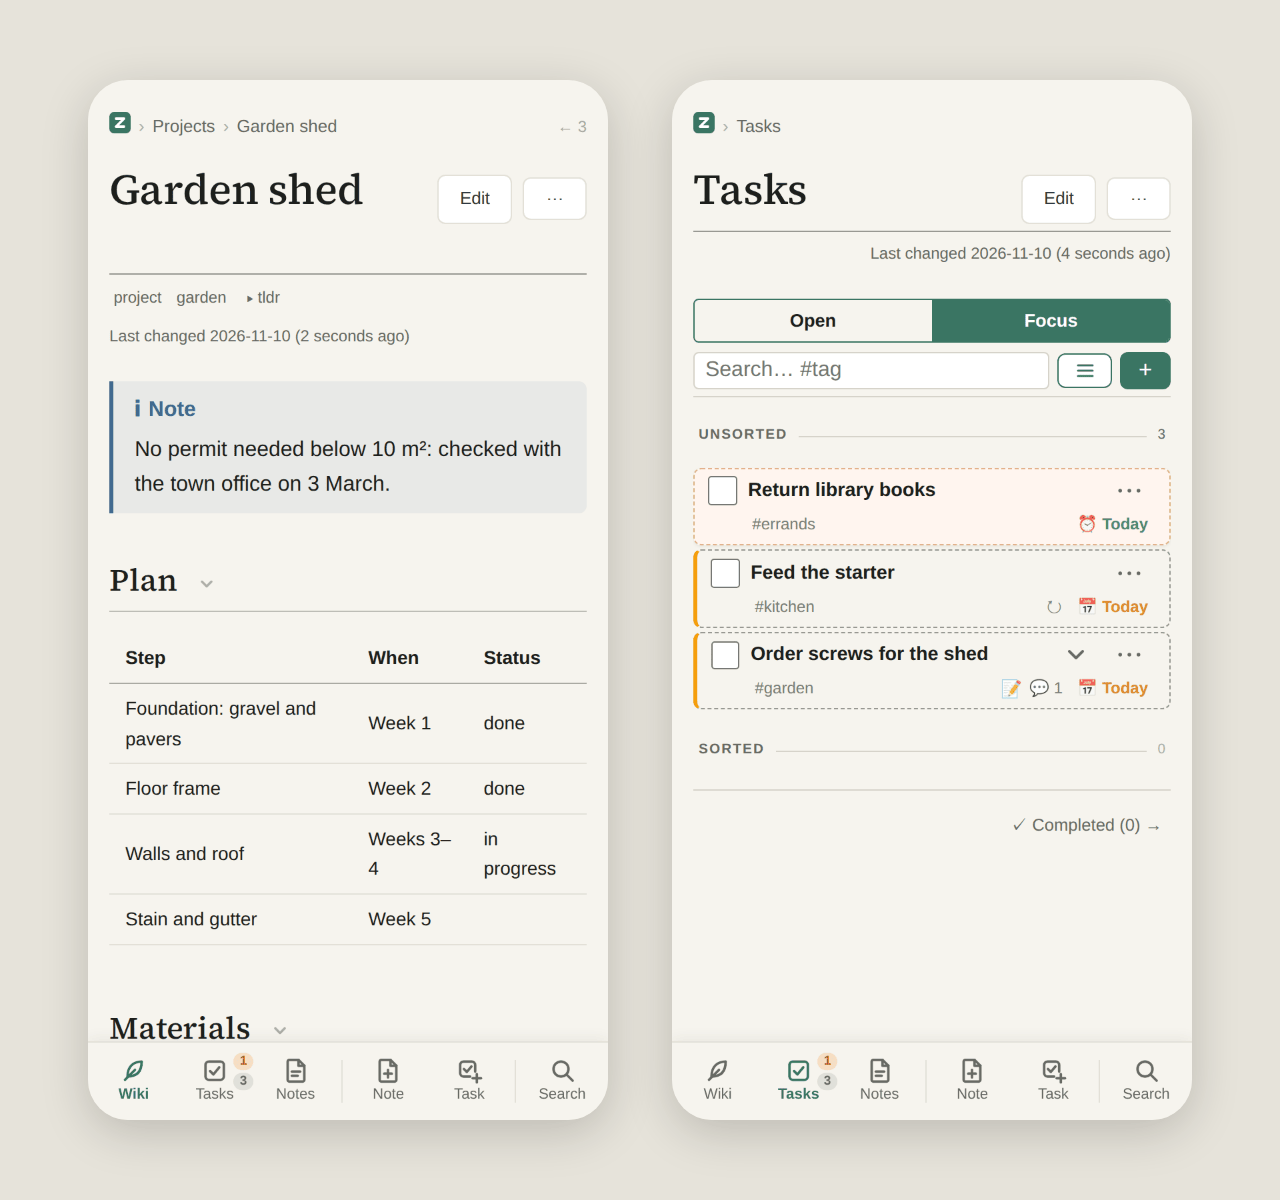 Z › Projects › Garden shed ← 3
Garden shed Edit ···
project garden ▸ tldr
Last changed 2026-11-10 (2 seconds ago)
ℹ Note
No permit needed below 10 m²: checked with
the town office on 3 March.
Plan
Step When Status
Foundation: gravel and
pavers
Week 1 done
Floor frame Week 2 done
Walls and roof
Weeks 3–
4
in
progress
Stain and gutter Week 5
Materials
1
3
Wiki Tasks Notes Note Task Search
Z › Tasks
Tasks Edit ···
Last changed 2026-11-10 (4 seconds ago)
Open Focus
Search… #tag +
UNSORTED 3
Return library books
#errands ⏰ Today
Feed the starter
#kitchen 📅 Today
Order screws for the shed
#garden 📝 💬 1 📅 Today
SORTED 0
✓ Completed (0) →
1
3
Wiki Tasks Notes Note Task Search